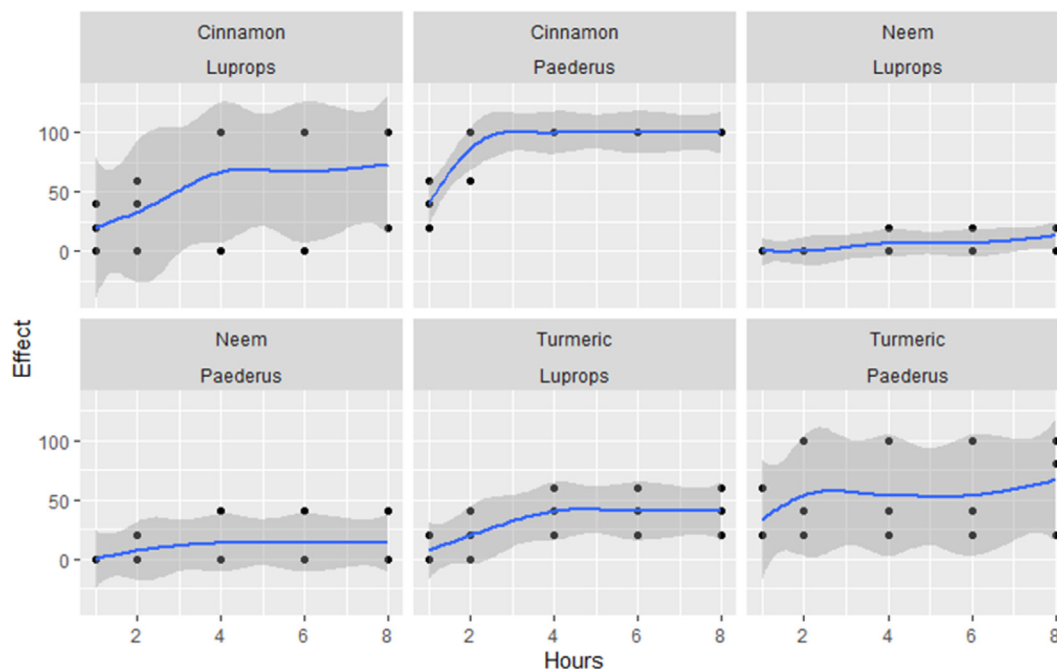 Cinnamon Cinnamon Neem
Luprops Paederus Luprops
100
50
0
Effect
Neem Turmeric Turmeric
Paederus Luprops Paederus
100
50
0
2 4 6 8 2 4 6 8 2 4 6 8
Hours